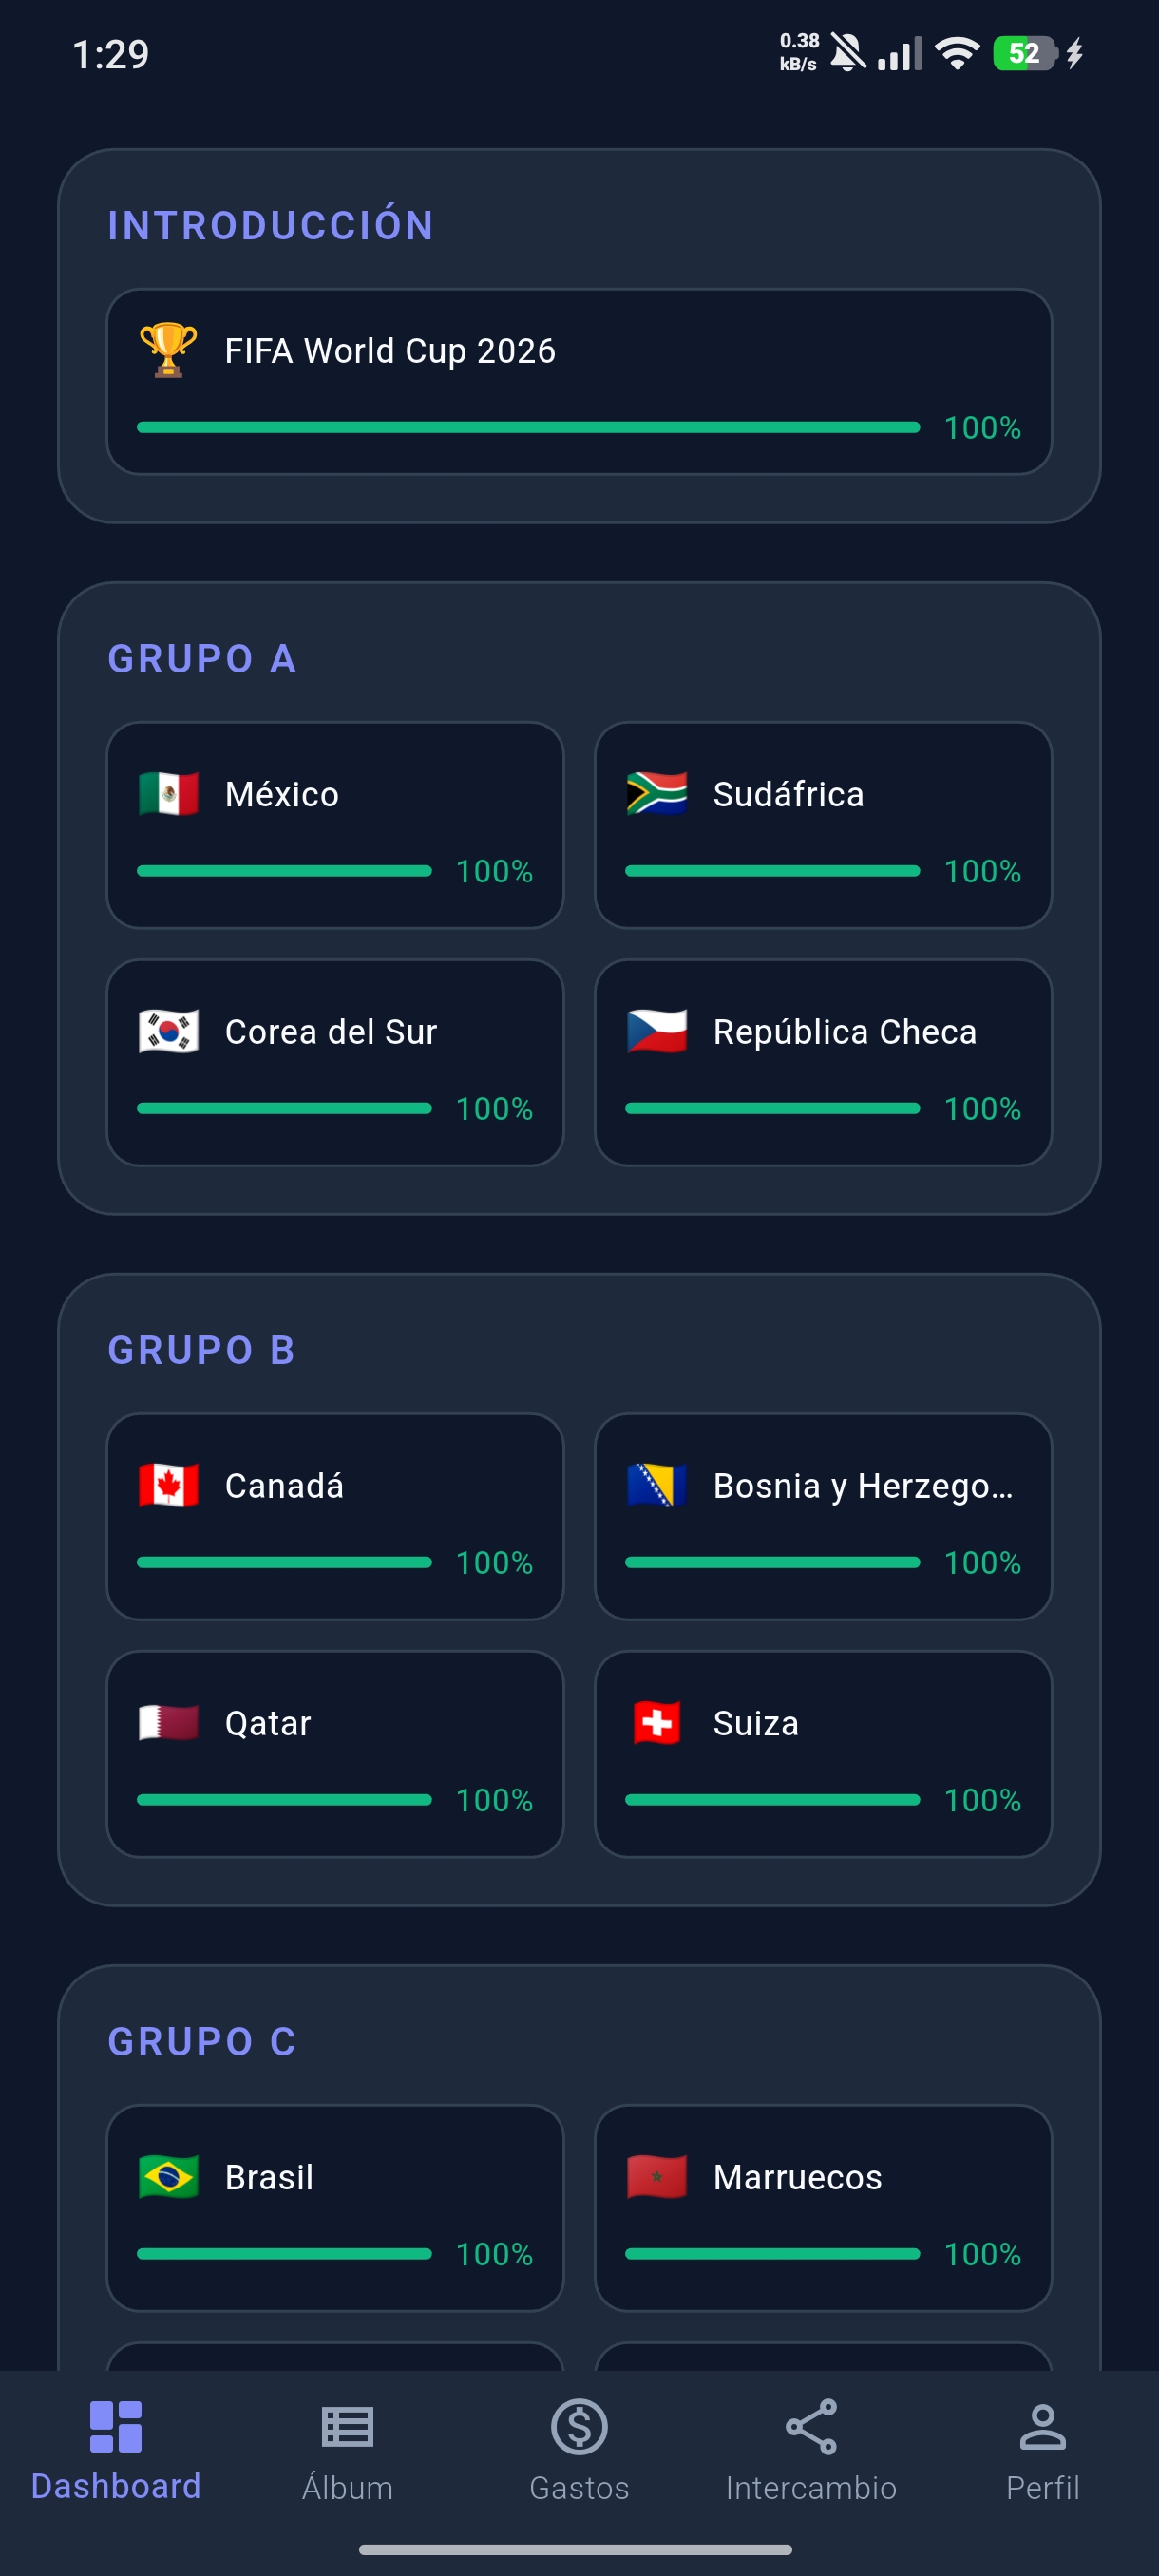 1:29
0.38
kB/s
52
INTRODUCCIÓN
FIFA World Cup 2026
100%
GRUPO A
México
Sudáfrica
100%
100%
Corea del Sur
República Checa
100%
100%
GRUPO B
Canadá
Bosnia y Herzego...
100%
100%
Qatar
Suiza
100%
100%
GRUPO C
Brasil
Marruecos
100%
100%
Dashboard
Álbum
Gastos
Intercambio
Perfil